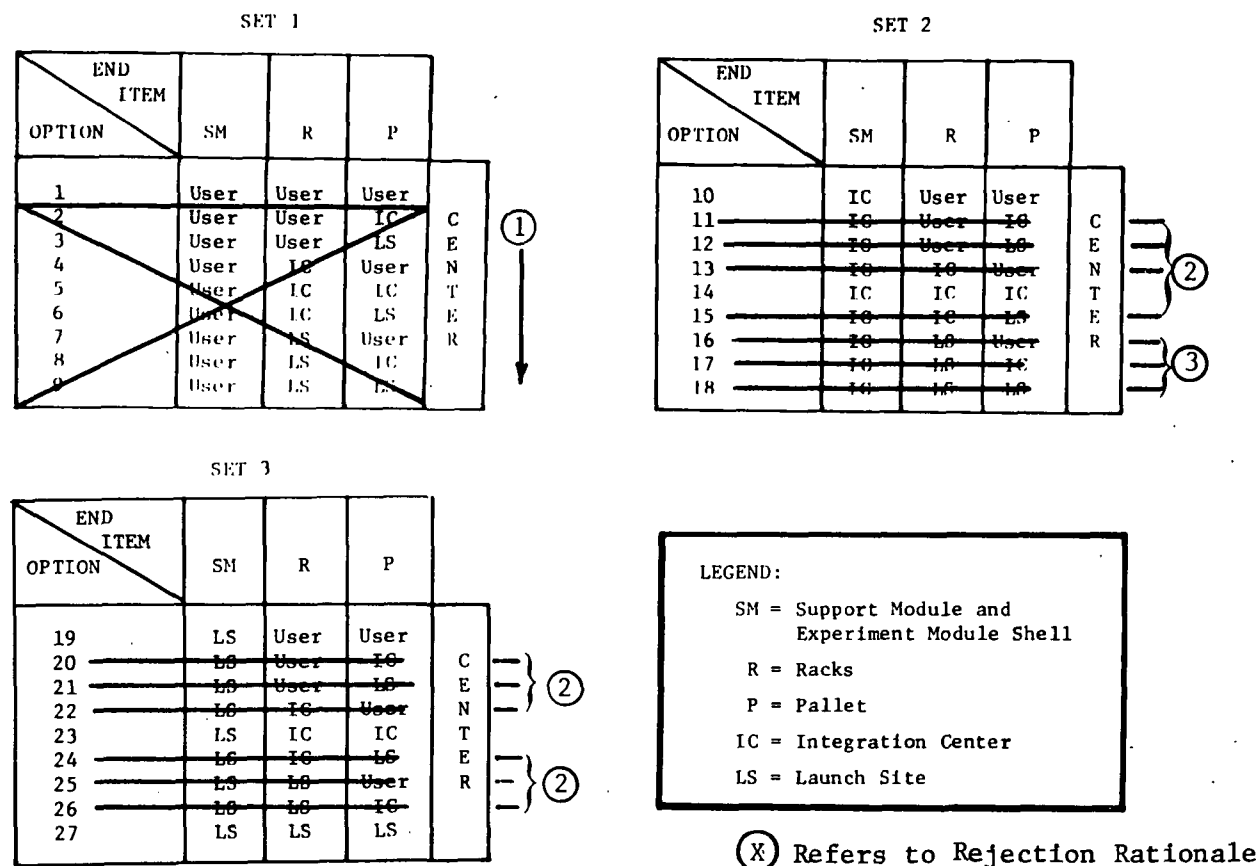 SET 1
END
ITEM
OPTION SM R P
1 User User User
2 User User IC
3 User User LS
4 User IC User
5 User IC IC
6 User IC LS
7 User LS User
8 User LS IC
9 User LS LS
CENTER
1
SET 2
END
ITEM
OPTION SM R P
10 IC User User
11 IC User IC
12 IC User LS
13 IC IC User
14 IC IC IC
15 IC IC LS
16 IC LS User
17 IC LS IC
18 IC LS LS
CENTER
2
3
SET 3
END
ITEM
OPTION SM R P
19 LS User User
20 LS User IC
21 LS User LS
22 LS IC User
23 LS IC IC
24 LS IC LS
25 LS LS User
26 LS LS IC
27 LS LS LS
CENTER
2
2
LEGEND:
SM = Support Module and
Experiment Module Shell
R = Racks
P = Pallet
IC = Integration Center
LS = Launch Site
X Refers to Rejection Rationale